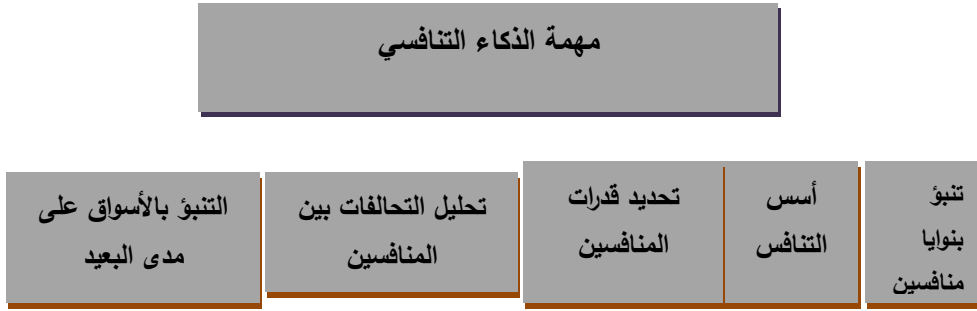 مهمة الذكاء التنافسي
تنبؤ
بنوايا
منافسين
أسس
التنافس
تحديد قدرات
المنافسين
تحليل التحالفات بين
المنافسين
التنبؤ بالأسواق على
مدى البعيد